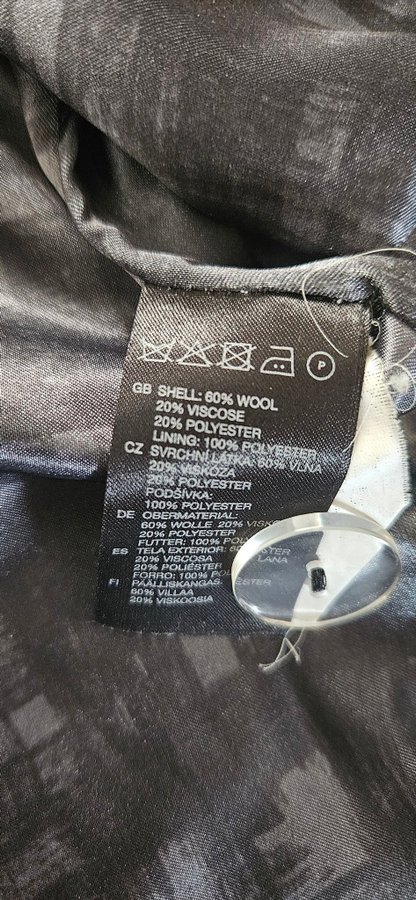 P
GB SHELL: 60% WOOL
20% VISCOSE
20% POLYESTER
LINING: 100% POLYESTER
CZ SVRCHNÍ LÁTKA: 60% VLNA
20% VISKÓZA
20% POLYESTER
PODŠÍVKA:
100% POLYESTER
DE OBERMATERIAL:
60% WOLLE 20%
20% POLYESTER
FUTTER: 100%
ES TELA EXTERIOR: LANA
20% VISCOSA
20% POLIÉSTER
FORRO: 100%
FI PÄÄLLISKANGAS:
60% VILLAA
20% VISKOOSIA